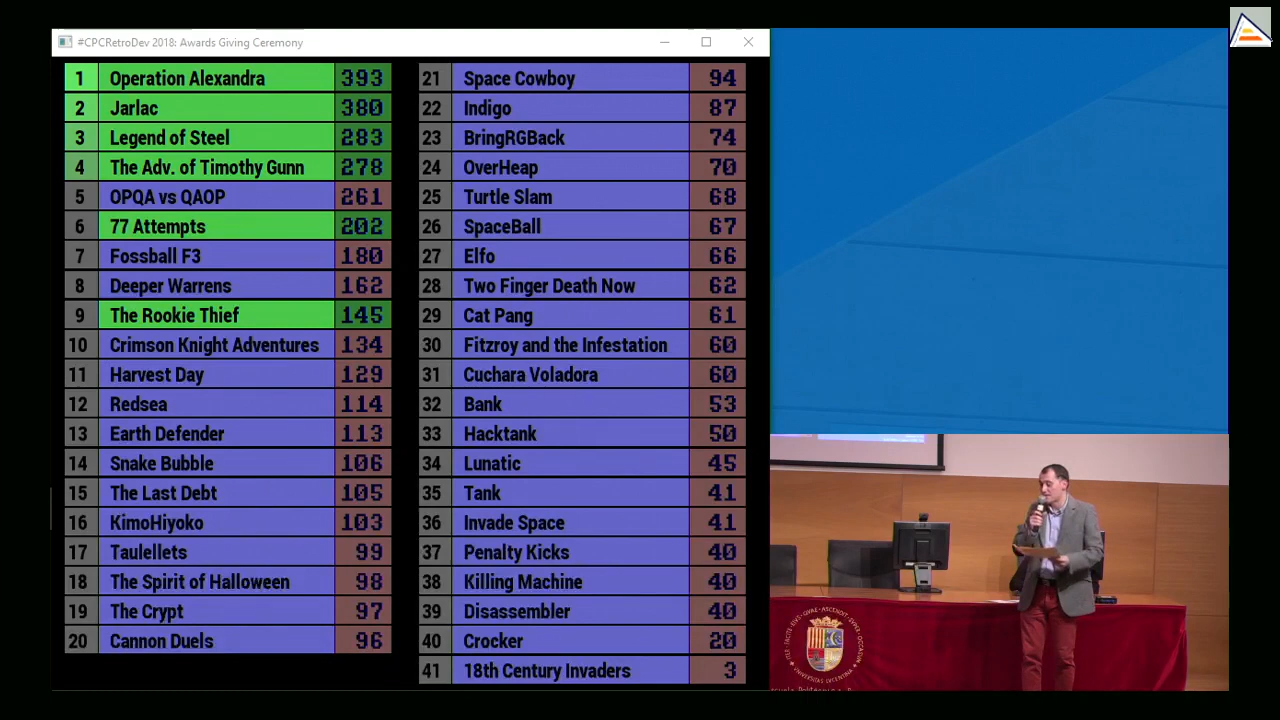 #CPCRetroDev 2018: Awards Giving Ceremony
1 Operation Alexandra 393
2 Jarlac 380
3 Legend of Steel 283
4 The Adv. of Timothy Gunn 278
5 OPQA vs QAOP 261
6 77 Attempts 202
7 Fossball F3 180
8 Deeper Warrens 162
9 The Rookie Thief 145
10 Crimson Knight Adventures 134
11 Harvest Day 129
12 Redsea 114
13 Earth Defender 113
14 Snake Bubble 106
15 The Last Debt 105
16 KimoHiyoko 103
17 Taulellets 99
18 The Spirit of Halloween 98
19 The Crypt 97
20 Cannon Duels 96
21 Space Cowboy 94
22 Indigo 87
23 BringRGBack 74
24 OverHeap 70
25 Turtle Slam 68
26 SpaceBall 67
27 Elfo 66
28 Two Finger Death Now 62
29 Cat Pang 61
30 Fitzroy and the Infestation 60
31 Cuchara Voladora 60
32 Bank 53
33 Hacktank 50
34 Lunatic 45
35 Tank 41
36 Invade Space 41
37 Penalty Kicks 40
38 Killing Machine 40
39 Disassembler 40
40 Crocker 20
41 18th Century Invaders 3